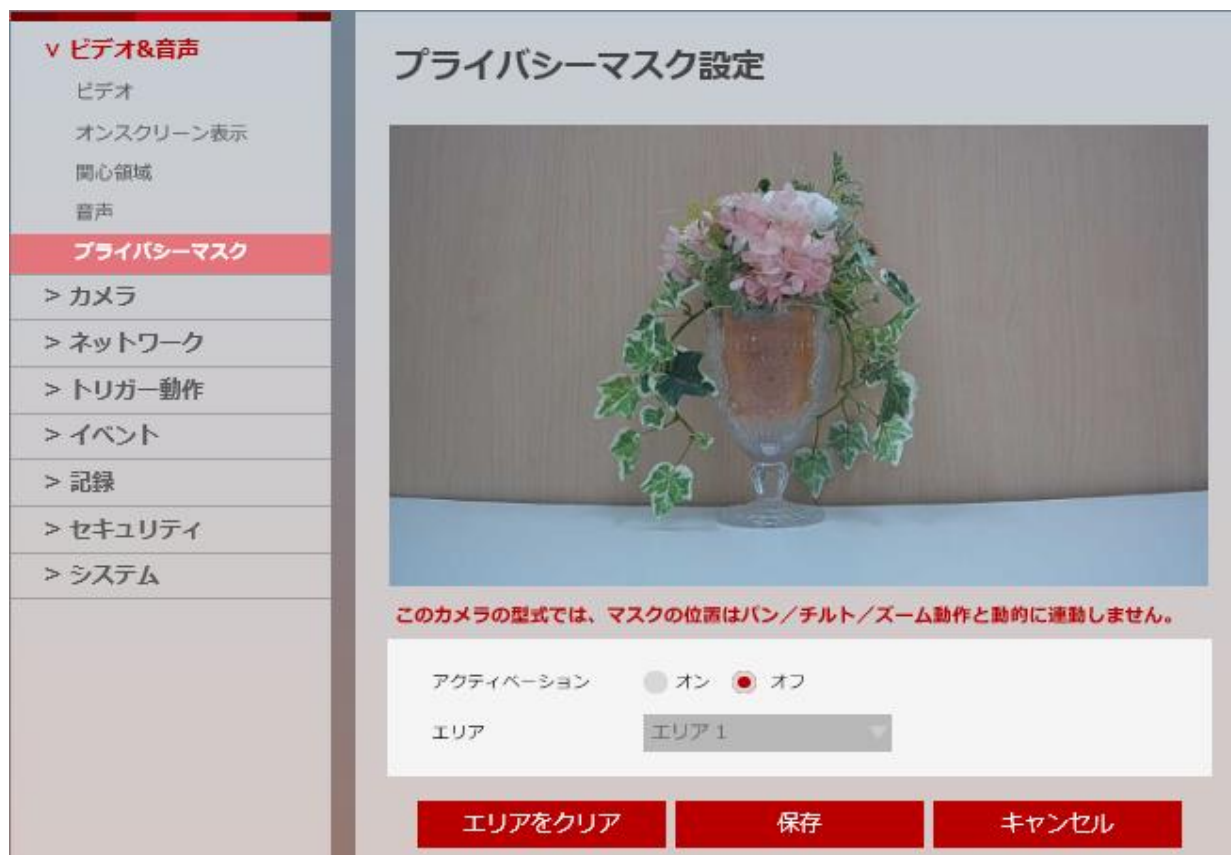 v ビデオ&音声
ビデオ
オンスクリーン表示
関心領域
音声
プライバシーマスク
> カメラ
> ネットワーク
> トリガー動作
> イベント
> 記録
> セキュリティ
> システム
プライバシーマスク設定
このカメラの型式では、マスクの位置はパン／チルト／ズーム動作と動的に連動しません。
アクティベーション オン オフ
エリア エリア 1
エリアをクリア 保存 キャンセル